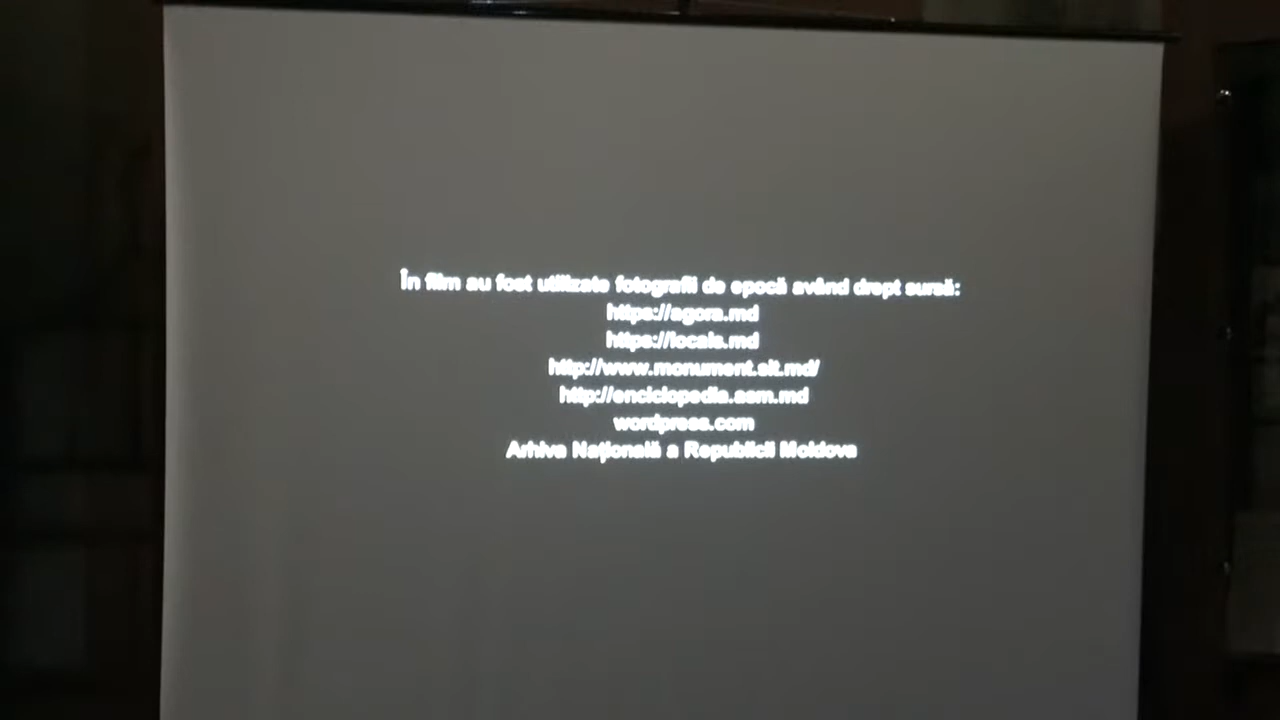 În film au fost utilizate fotografii de epocă având drept sursă:
https://agora.md
https://locals.md
http://www.monument.sit.md/
http://enciclopedia.asm.md
wordpress.com
Arhiva Națională a Republicii Moldova